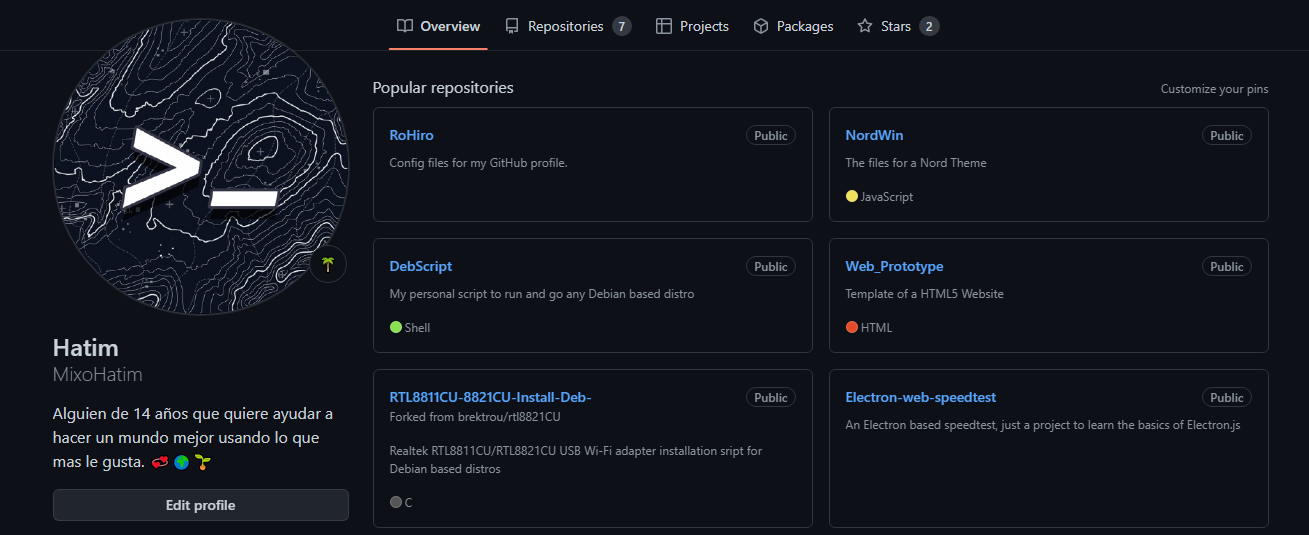 Overview Repositories 7 Projects Packages Stars 2
>_
Hatim
MixoHatim
Alguien de 14 años que quiere ayudar a
hacer un mundo mejor usando lo que
mas le gusta. 💞 🌍 🌱
Edit profile
Popular repositories
Customize your pins
RoHiro Public
Config files for my GitHub profile.
NordWin Public
The files for a Nord Theme
JavaScript
DebScript Public
My personal script to run and go any Debian based distro
Shell
Web_Prototype Public
Template of a HTML5 Website
HTML
RTL8811CU-8821CU-Install-Deb- Public
Forked from brektrou/rtl8821CU
Realtek RTL8811CU/RTL8821CU USB Wi-Fi adapter installation sript for
Debian based distros
C
Electron-web-speedtest Public
An Electron based speedtest, just a project to learn the basics of Electron.js